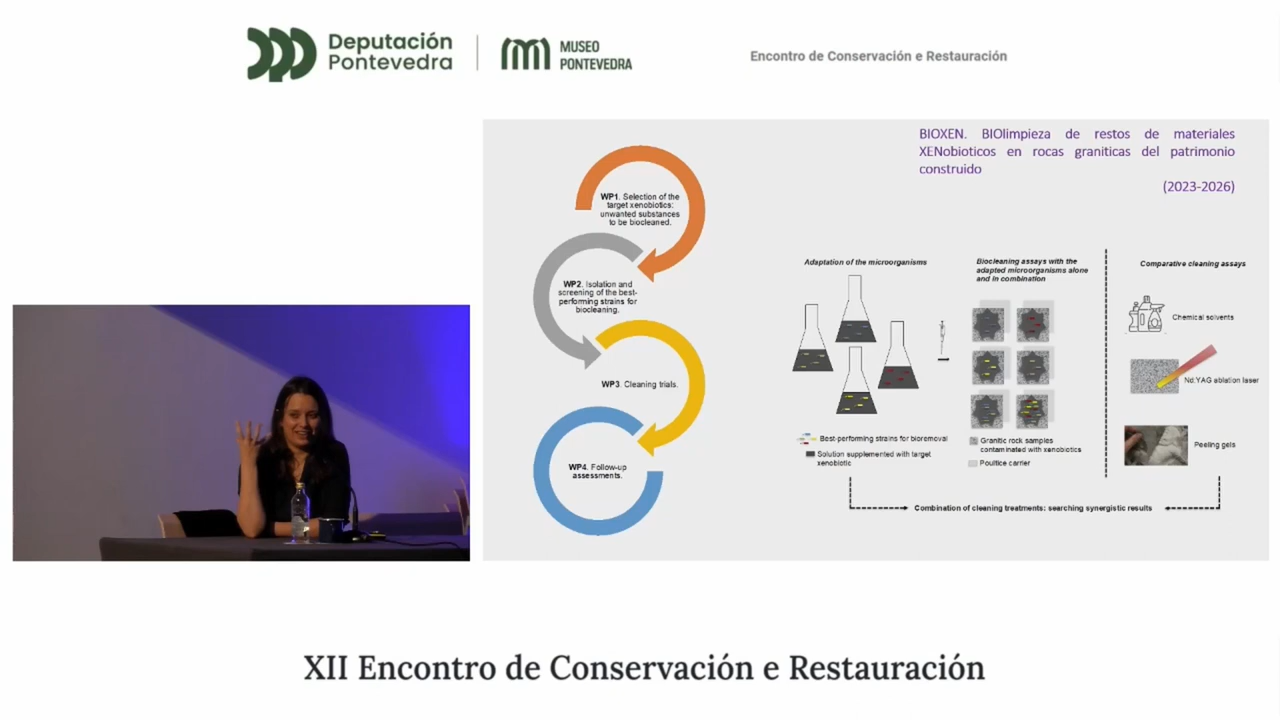 Deputación
Pontevedra
MUSEO
PONTEVEDRA
Encontro de Conservación e Restauración
BIOXEN. BIOlimpieza de restos de materiales
XENobioticos en rocas graniticas del patrimonio
construido
(2023-2026)
WP1. Selection of the
target xenobiotics:
unwanted substances
to be biocleaned.
WP2. Isolation and
screening of the best-
performing strains for
biocleaning.
WP3. Cleaning trials.
WP4. Follow-up
assessments.
Adaptation of the microorganisms
Biocleaning assays with the
adapted microorganisms alone
and in combination
Comparative cleaning assays
Chemical solvents
Nd:YAG ablation laser
Peeling gels
Best-performing strains for bioremoval
Solution supplemented with target
xenobiotic
Granitic rock samples
contaminated with xenobiotics
Poultice carrier
Combination of cleaning treatments: searching synergistic results
XII Encontro de Conservación e Restauración